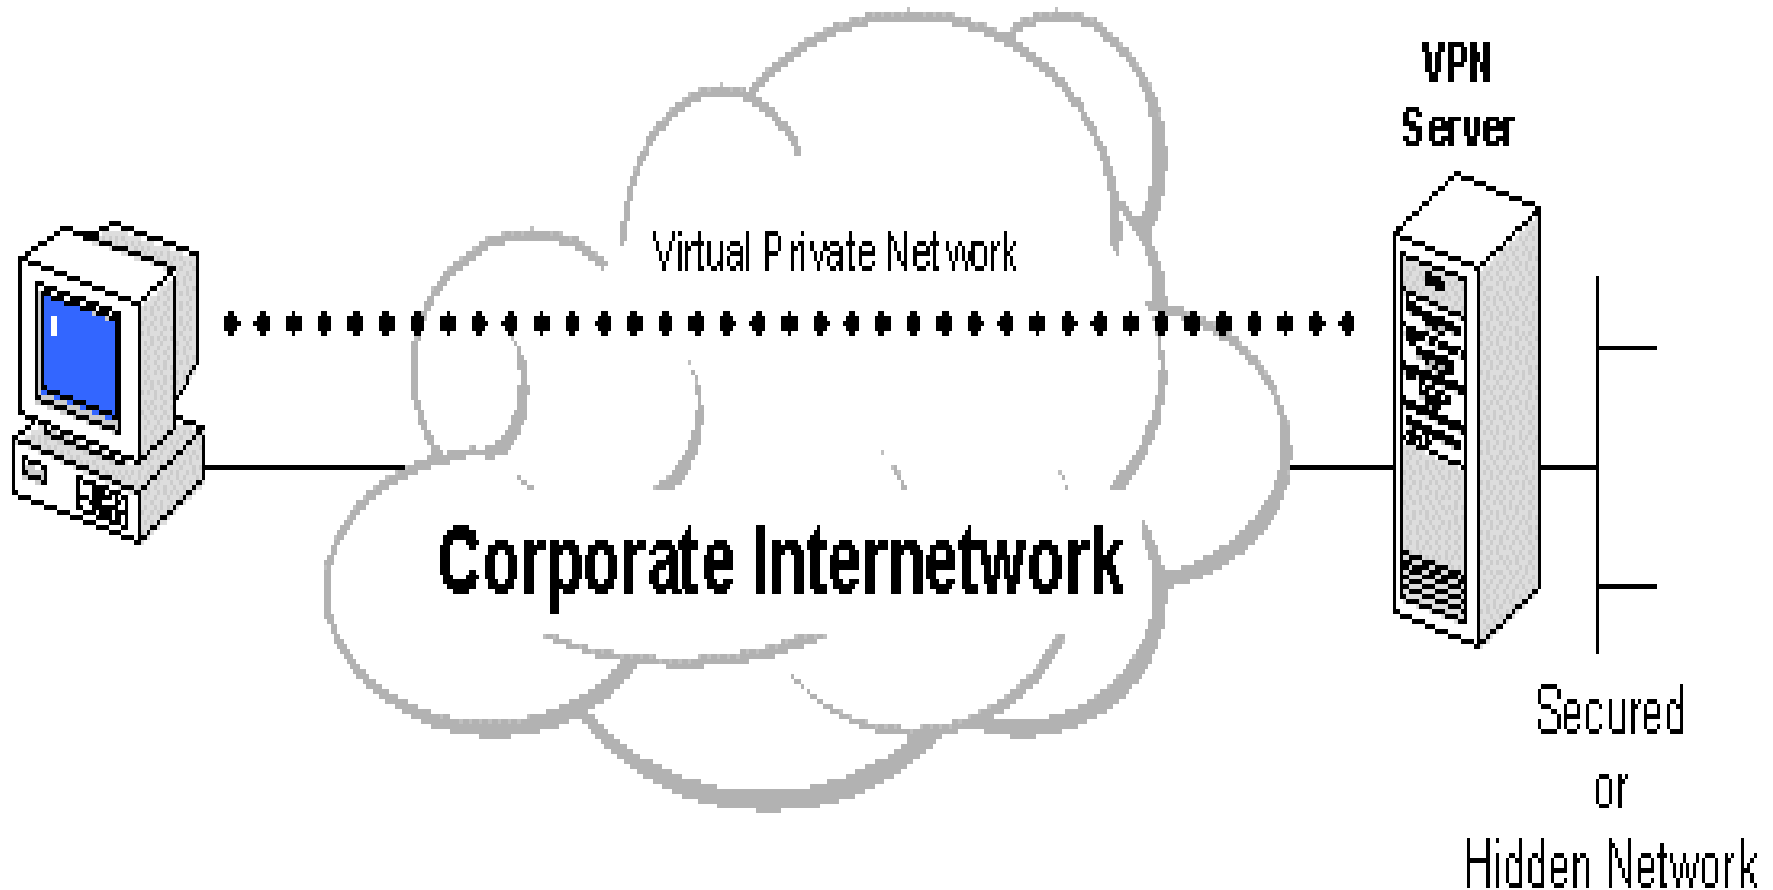 VPN
Server
Virtual Private Network
Corporate Internetwork
Secured
or
Hidden Network